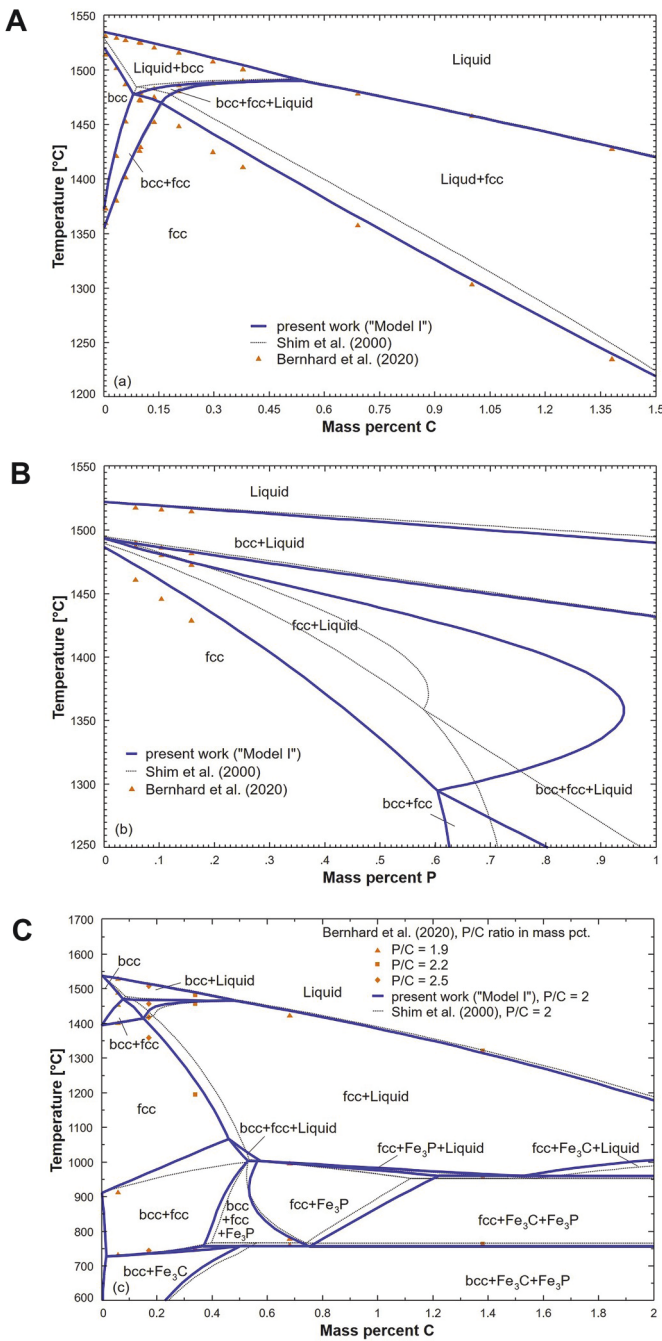 A
1550
1500
1450
1400
1350
1300
1250
1200
Temperature [°C]
Liquid
Liquid+bcc
bcc
bcc+fcc+Liquid
bcc+fcc
Liqud+fcc
fcc
present work ("Model I")
Shim et al. (2000)
Bernhard et al. (2020)
(a)
0 0.15 0.3 0.45 0.6 0.75 0.9 1.05 1.2 1.35 1.5
Mass percent C
B
1550
1500
1450
1400
1350
1300
1250
Temperature [°C]
Liquid
bcc+Liquid
fcc+Liquid
fcc
present work ("Model I")
Shim et al. (2000)
Bernhard et al. (2020)
bcc+fcc+Liquid
bcc+fcc
(b)
0 .1 .2 .3 .4 .5 .6 .7 .8 .9 1
Mass percent P
C
1700
1600
1500
1400
1300
1200
1100
1000
900
800
700
600
Temperature [°C]
Bernhard et al. (2020), P/C ratio in mass pct.
P/C = 1.9
P/C = 2.2
P/C = 2.5
present work ("Model I"), P/C = 2
Shim et al. (2000), P/C = 2
bcc
bcc+Liquid
Liquid
bcc+fcc
fcc
fcc+Liquid
bcc+fcc+Liquid
fcc+Fe₃P+Liquid
fcc+Fe₃C+Liquid
bcc+fcc
bcc
+fcc
+Fe₃P
fcc+Fe₃P
fcc+Fe₃C+Fe₃P
bcc+Fe₃C
bcc+Fe₃C+Fe₃P
(c)
0 0.2 0.4 0.6 0.8 1 1.2 1.4 1.6 1.8 2
Mass percent C